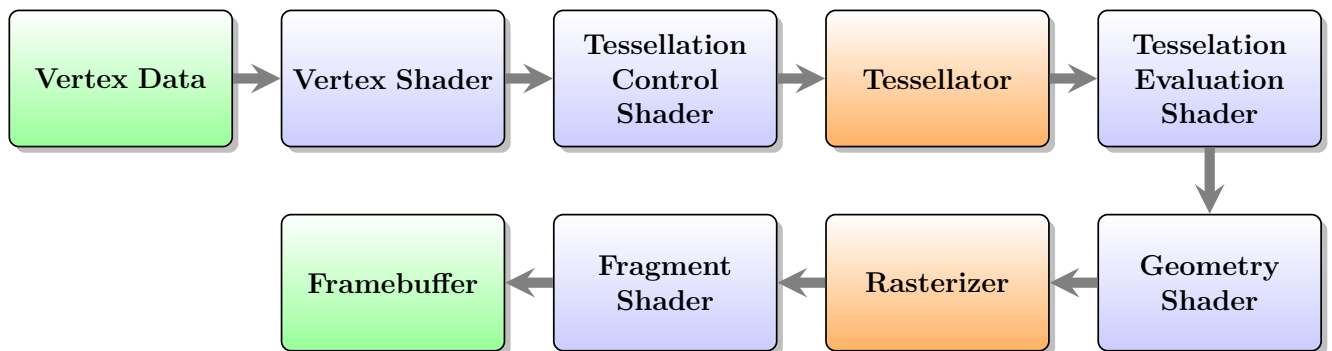 Vertex Data
Vertex Shader
Tessellation
Control
Shader
Tessellator
Tesselation
Evaluation
Shader
Geometry
Shader
Rasterizer
Fragment
Shader
Framebuffer